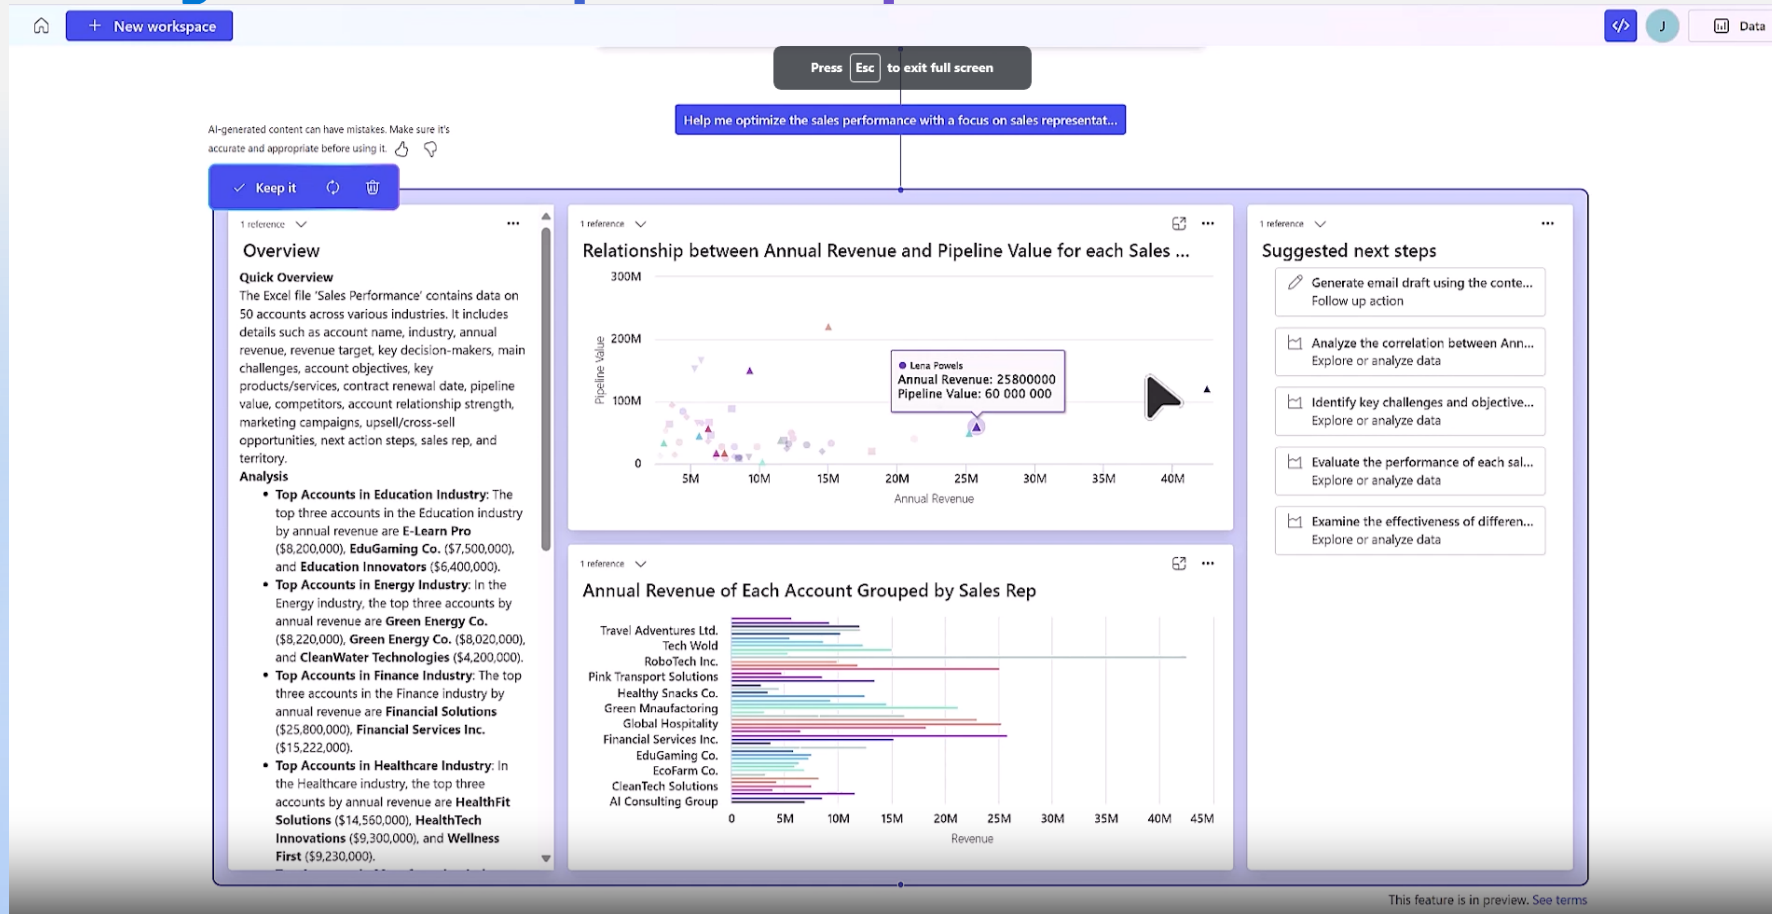 New workspace
J
Data
Press Esc to exit full screen
Help me optimize the sales performance with a focus on sales representat...
AI-generated content can have mistakes. Make sure it's
accurate and appropriate before using it.
Keep it
1 reference
Overview
Quick Overview
The Excel file 'Sales Performance' contains data on
50 accounts across various industries. It includes
details such as account name, industry, annual
revenue, revenue target, key decision-makers, main
challenges, account objectives, key
products/services, contract renewal date, pipeline
value, competitors, account relationship strength,
marketing campaigns, upsell/cross-sell
opportunities, next action steps, sales rep, and
territory.
Analysis
• Top Accounts in Education Industry: The
top three accounts in the Education industry
by annual revenue are E-Learn Pro
($8,200,000), EduGaming Co. ($7,500,000),
and Education Innovators ($6,400,000).
• Top Accounts in Energy Industry: In the
Energy industry, the top three accounts by
annual revenue are Green Energy Co.
($8,220,000), Green Energy Co. ($8,020,000),
and CleanWater Technologies ($4,200,000).
• Top Accounts in Finance Industry: The top
three accounts in the Finance industry by
annual revenue are Financial Solutions
($25,800,000), Financial Services Inc.
($15,222,000).
• Top Accounts in Healthcare Industry: In
the Healthcare industry, the top three
accounts by annual revenue are HealthFit
Solutions ($14,560,000), HealthTech
Innovations ($9,300,000), and Wellness
First ($9,230,000).
1 reference
Relationship between Annual Revenue and Pipeline Value for each Sales ...
300M
200M
100M
0
Pipeline Value
Lena Powels
Annual Revenue: 25800000
Pipeline Value: 60 000 000
5M 10M 15M 20M 25M 30M 35M 40M
Annual Revenue
1 reference
Annual Revenue of Each Account Grouped by Sales Rep
Travel Adventures Ltd.
Tech Wold
RoboTech Inc.
Pink Transport Solutions
Healthy Snacks Co.
Green Mnaufactoring
Global Hospitality
Financial Services Inc.
EduGaming Co.
EcoFarm Co.
CleanTech Solutions
AI Consulting Group
0 5M 10M 15M 20M 25M 30M 35M 40M 45M
Revenue
1 reference
Suggested next steps
Generate email draft using the conte...
Follow up action
Analyze the correlation between Ann...
Explore or analyze data
Identify key challenges and objective...
Explore or analyze data
Evaluate the performance of each sal...
Explore or analyze data
Examine the effectiveness of differen...
Explore or analyze data
This feature is in preview. See terms